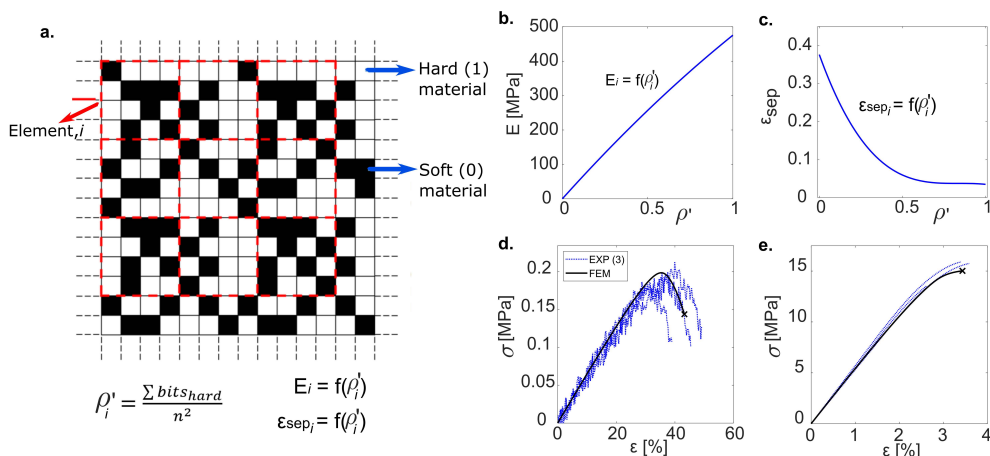 a.
Hard (1)
material
Element,i
Soft (0)
material
ρ'i = ∑ bits hard / n²
Ei = f(ρ'i)
εsepi = f(ρ'i)
b.
E [MPa]
500
400
300
200
100
0
0
0.5
1
ρ'
Ei = f(ρ'i)
c.
εsep
0.4
0.3
0.2
0.1
0
0
0.5
1
ρ'
εsepi = f(ρ'i)
d.
σ [MPa]
0.2
0.15
0.1
0.05
0
0
20
40
60
ε [%]
EXP (3)
FEM
e.
σ [MPa]
15
10
5
0
0
1
2
3
4
ε [%]